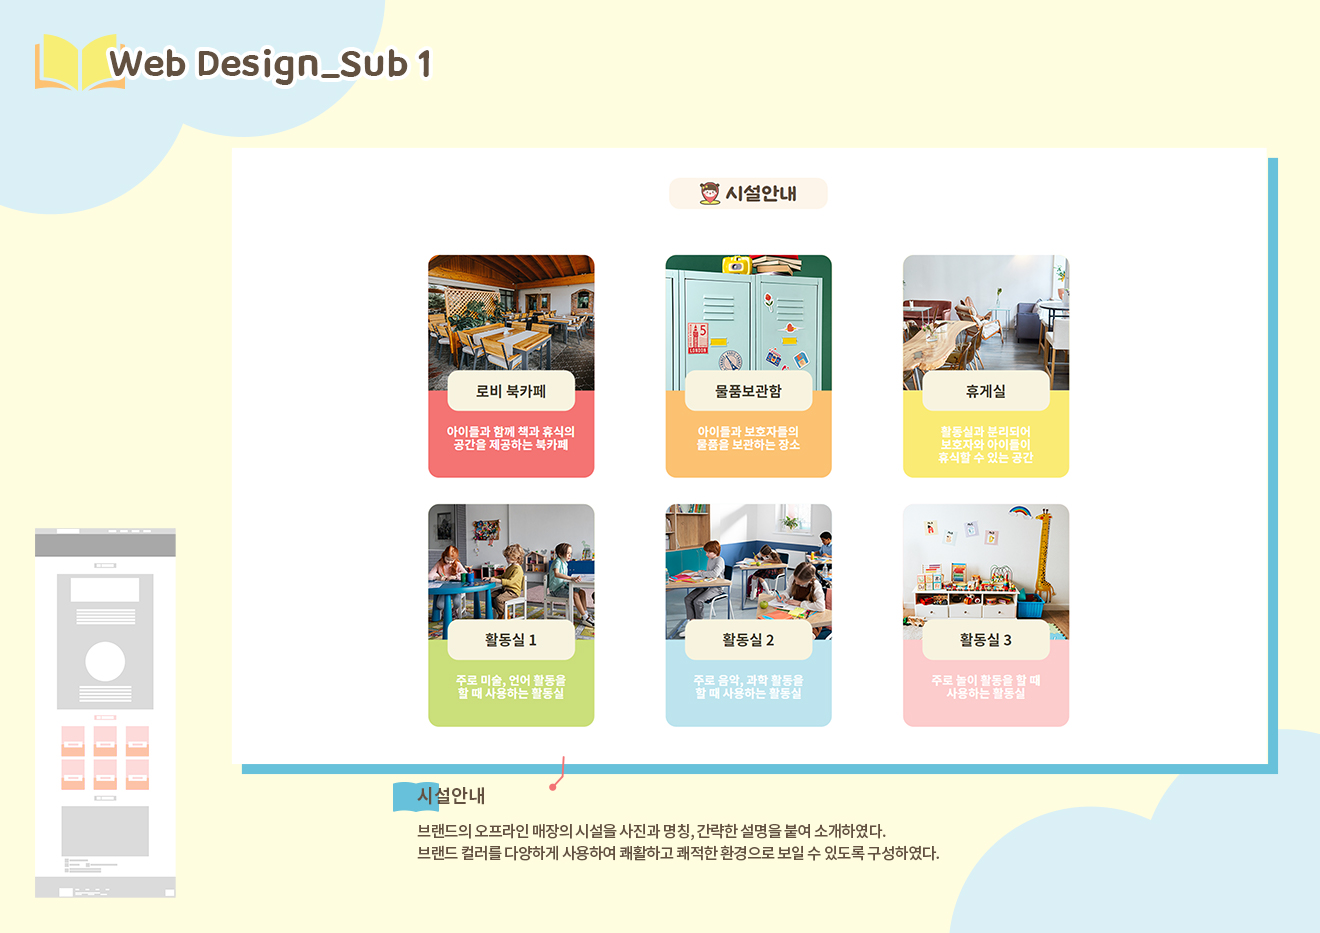 Web Design_Sub 1
시설안내
로비 북카페
아이들과 함께 책과 휴식의
공간을 제공하는 북카페
물품보관함
아이들과 보호자들의
물품을 보관하는 장소
휴게실
활동실과 분리되어
보호자와 아이들이
휴식할 수 있는 공간
활동실 1
주로 미술, 언어 활동을
할 때 사용하는 활동실
활동실 2
주로 음악, 과학 활동을
할 때 사용하는 활동실
활동실 3
주로 놀이 활동을 할 때
사용하는 활동실
5
LONDON
시설안내
브랜드의 오프라인 매장의 시설을 사진과 명칭, 간략한 설명을 붙여 소개하였다.
브랜드 컬러를 다양하게 사용하여 쾌활하고 쾌적한 환경으로 보일 수 있도록 구성하였다.